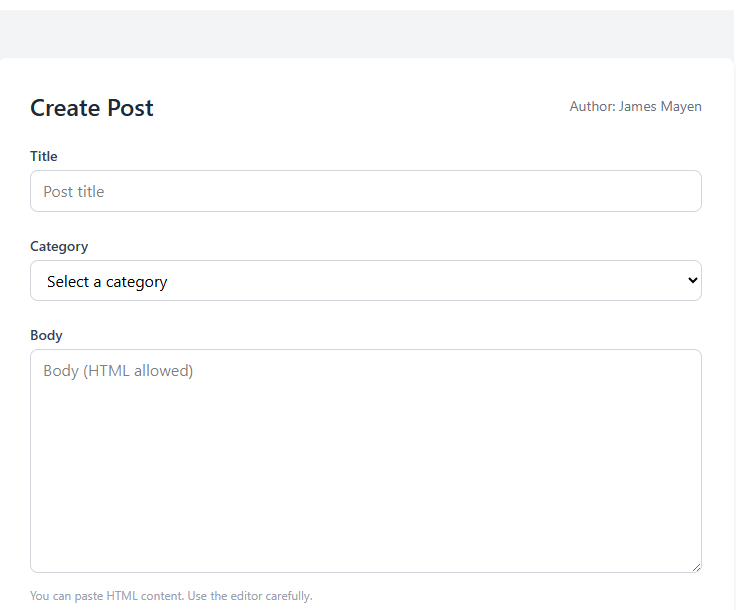 Create Post
Author: James Mayen
Title
Post title
Category
Select a category
Body
Body (HTML allowed)
You can paste HTML content. Use the editor carefully.